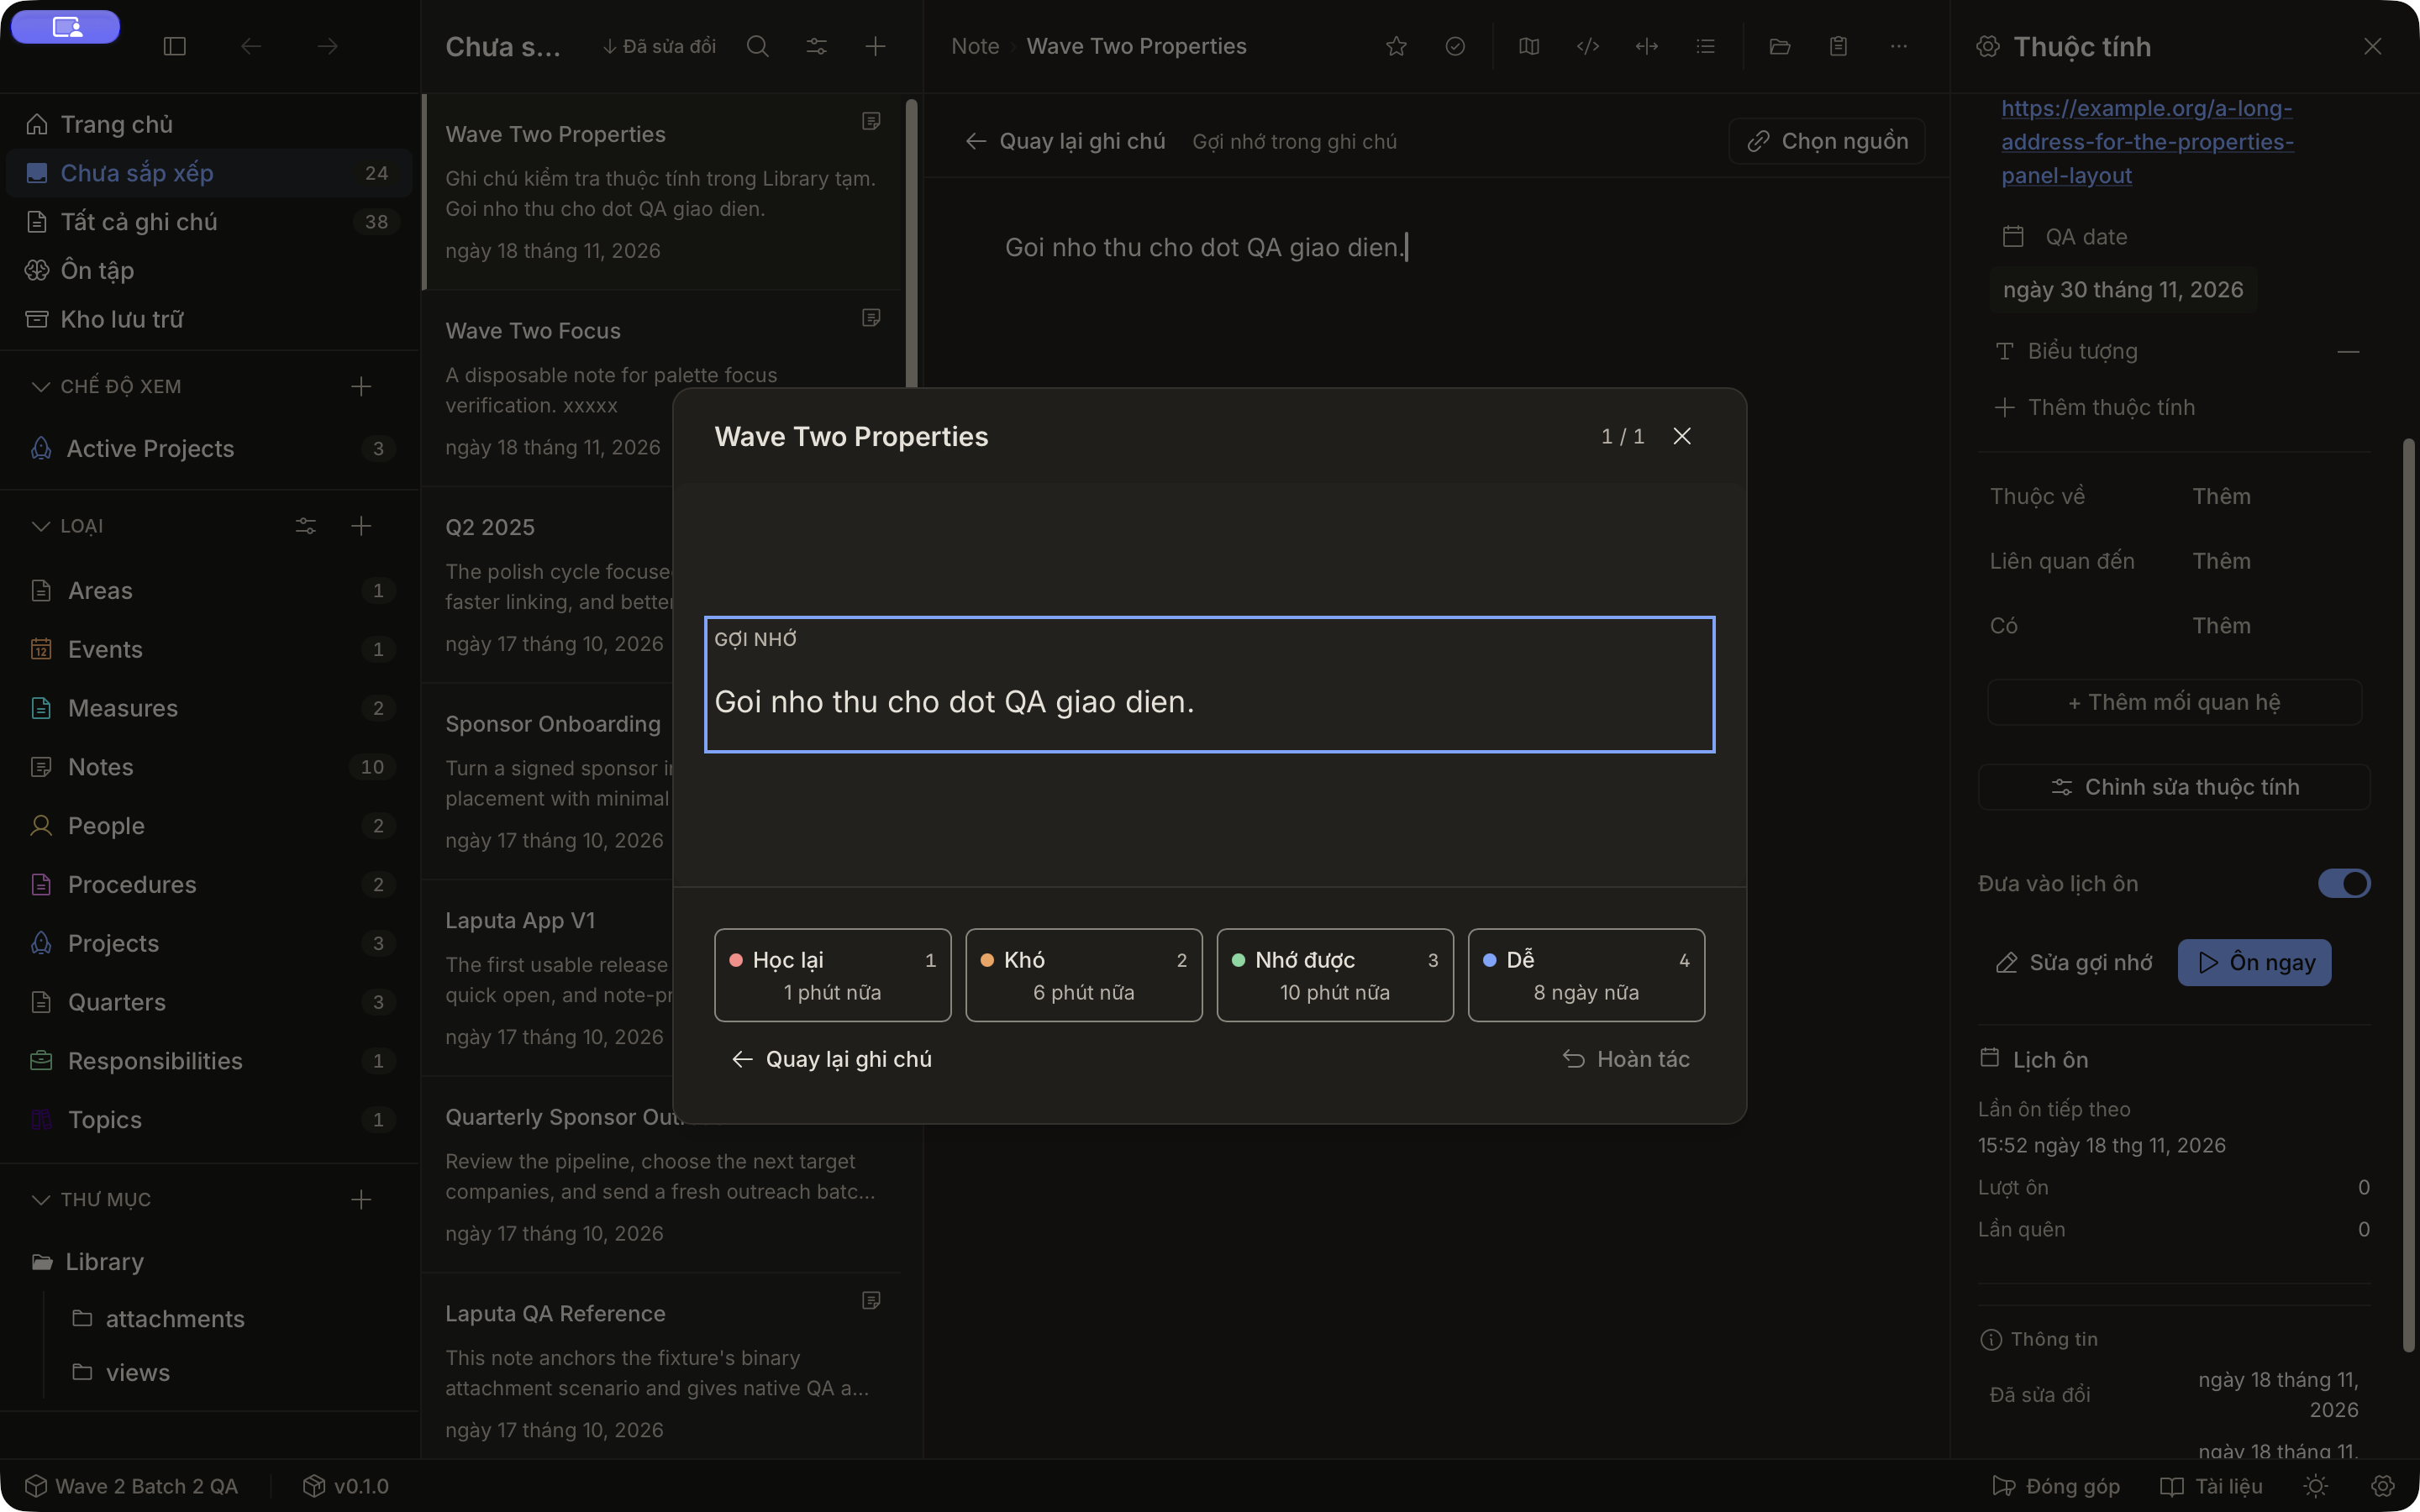 Trang chủ
Chưa sắp xếp 24
Tất cả ghi chú 38
Ôn tập
Kho lưu trữ
CHẾ ĐỘ XEM
Active Projects 3
LOẠI
Areas 1
Events 1
Measures 2
Notes 10
People 2
Procedures 2
Projects 3
Quarters 3
Responsibilities 1
Topics 1
THƯ MỤC
Library
attachments
views
Wave 2 Batch 2 QA
v0.1.0
Chưa s...
Đã sửa đổi
Wave Two Properties
Ghi chú kiểm tra thuộc tính trong Library tạm.
Goi nho thu cho dot QA giao dien.
ngày 18 tháng 11, 2026
Wave Two Focus
A disposable note for palette focus
verification. xxxxx
ngày 18 tháng 11, 2026
Q2 2025
The polish cycle
faster linking, and
ngày 17 tháng 10, 2026
Sponsor Onboarding
Turn a signed sponsor
placement with minimal
ngày 17 tháng 10, 2026
Laputa App V1
The first usable release
quick open, and
ngày 17 tháng 10, 2026
Quarterly Sponsor
Review the pipeline, choose the next target
companies, and send a fresh outreach batc...
ngày 17 tháng 10, 2026
Laputa QA Reference
This note anchors the fixture's binary
attachment scenario and gives native QA a...
ngày 17 tháng 10, 2026
Note › Wave Two Properties
Quay lại ghi chú
Gợi nhớ trong ghi chú
Chọn nguồn
Goi nho thu cho dot QA giao dien.
Wave Two Properties
1 / 1
GỢI NHỚ
Goi nho thu cho dot QA giao dien.
Học lại 1
1 phút nữa
Khó 2
6 phút nữa
Nhớ được 3
10 phút nữa
Dễ 4
8 ngày nữa
Quay lại ghi chú
Hoàn tác
Thuộc tính
https://example.org/a-long-
address-for-the-properties-
panel-layout
QA date
ngày 30 tháng 11, 2026
Biểu tượng —
Thêm thuộc tính
Thuộc về Thêm
Liên quan đến Thêm
Có Thêm
+ Thêm mối quan hệ
Chỉnh sửa thuộc tính
Đưa vào lịch ôn
Sửa gợi nhớ
Ôn ngay
Lịch ôn
Lần ôn tiếp theo
15:52 ngày 18 thg 11, 2026
Lượt ôn 0
Lần quên 0
Thông tin
Đã sửa đổi
ngày 18 tháng 11,
2026
ngày 18 tháng 11,
Đóng góp
Tài liệu